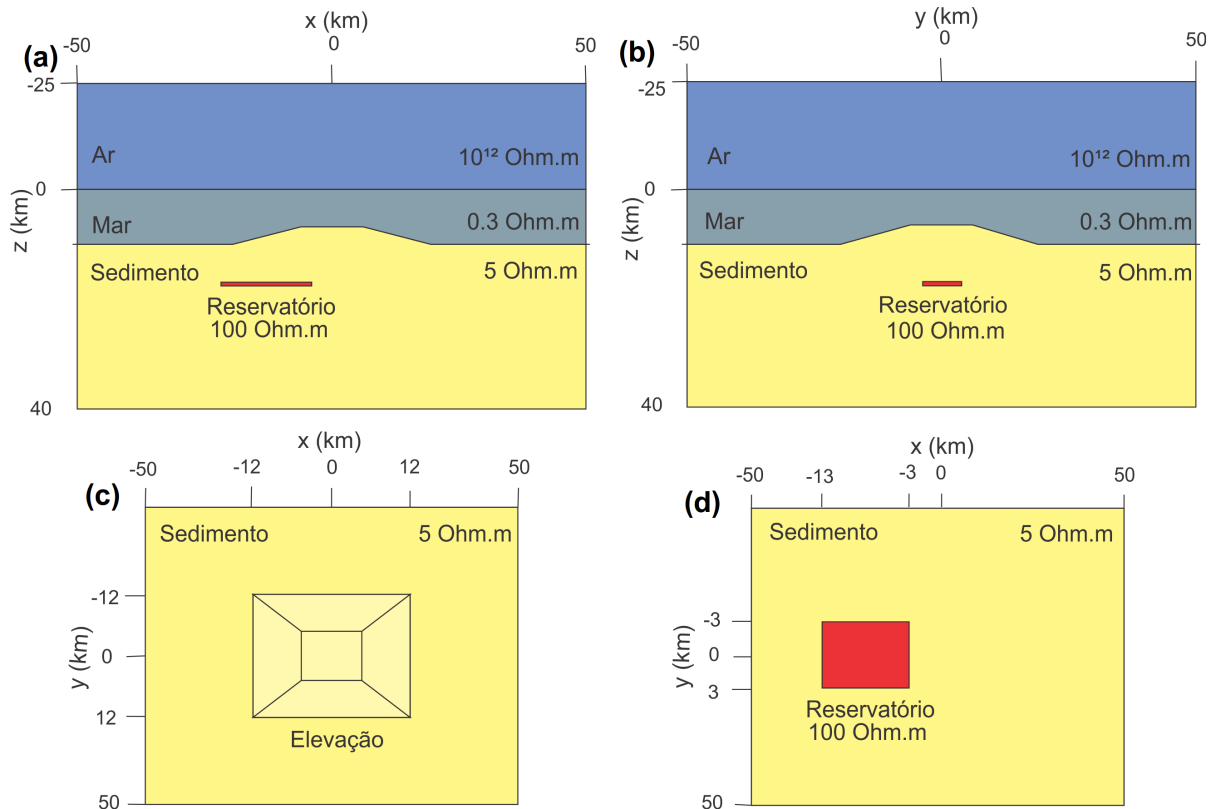 (a)
x (km)
-50
0
50
-25
Ar
10¹² Ohm.m
0
z (km)
Mar
0.3 Ohm.m
Sedimento
5 Ohm.m
Reservatório
100 Ohm.m
40
(b)
y (km)
-50
0
50
-25
Ar
10¹² Ohm.m
0
z (km)
Mar
0.3 Ohm.m
Sedimento
5 Ohm.m
Reservatório
100 Ohm.m
40
(c)
x (km)
-50
-12
0
12
50
Sedimento
5 Ohm.m
-12
y (km)
0
12
Elevação
50
(d)
x (km)
-50
-13
-3
0
50
Sedimento
5 Ohm.m
-3
y (km)
0
3
Reservatório
100 Ohm.m
50